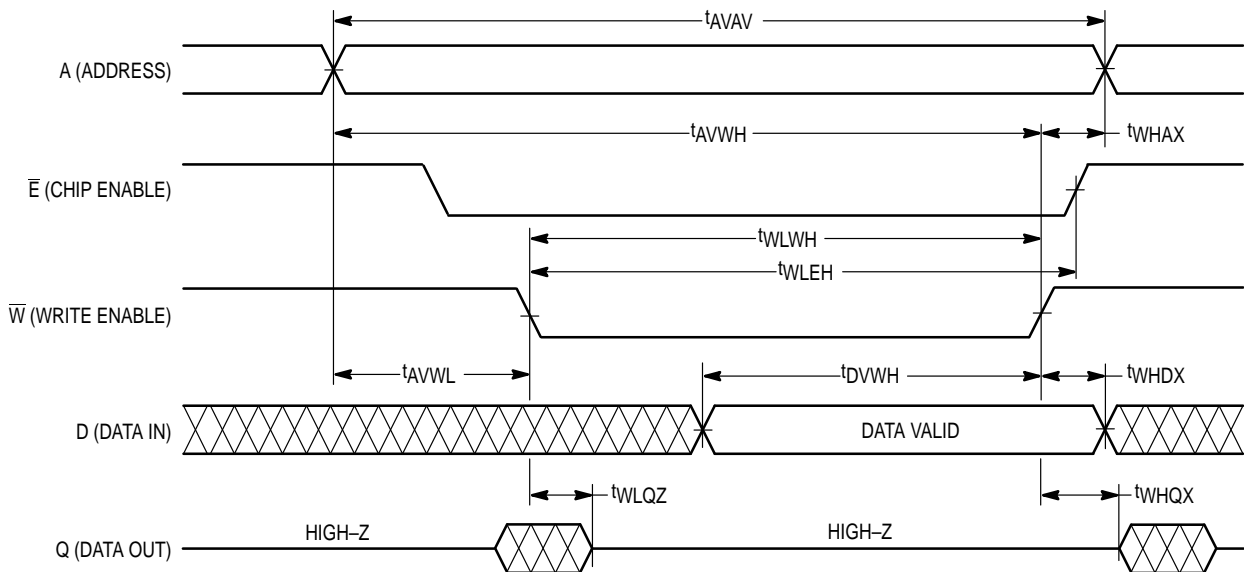 tAVAV
A (ADDRESS)
tAVWH
tWHAX
E̅ (CHIP ENABLE)
tWLWH
tWLEH
W̅ (WRITE ENABLE)
tAVWL
tDVWH
tWHDX
D (DATA IN)
DATA VALID
tWLQZ
tWHQX
Q (DATA OUT)
HIGH–Z
HIGH–Z